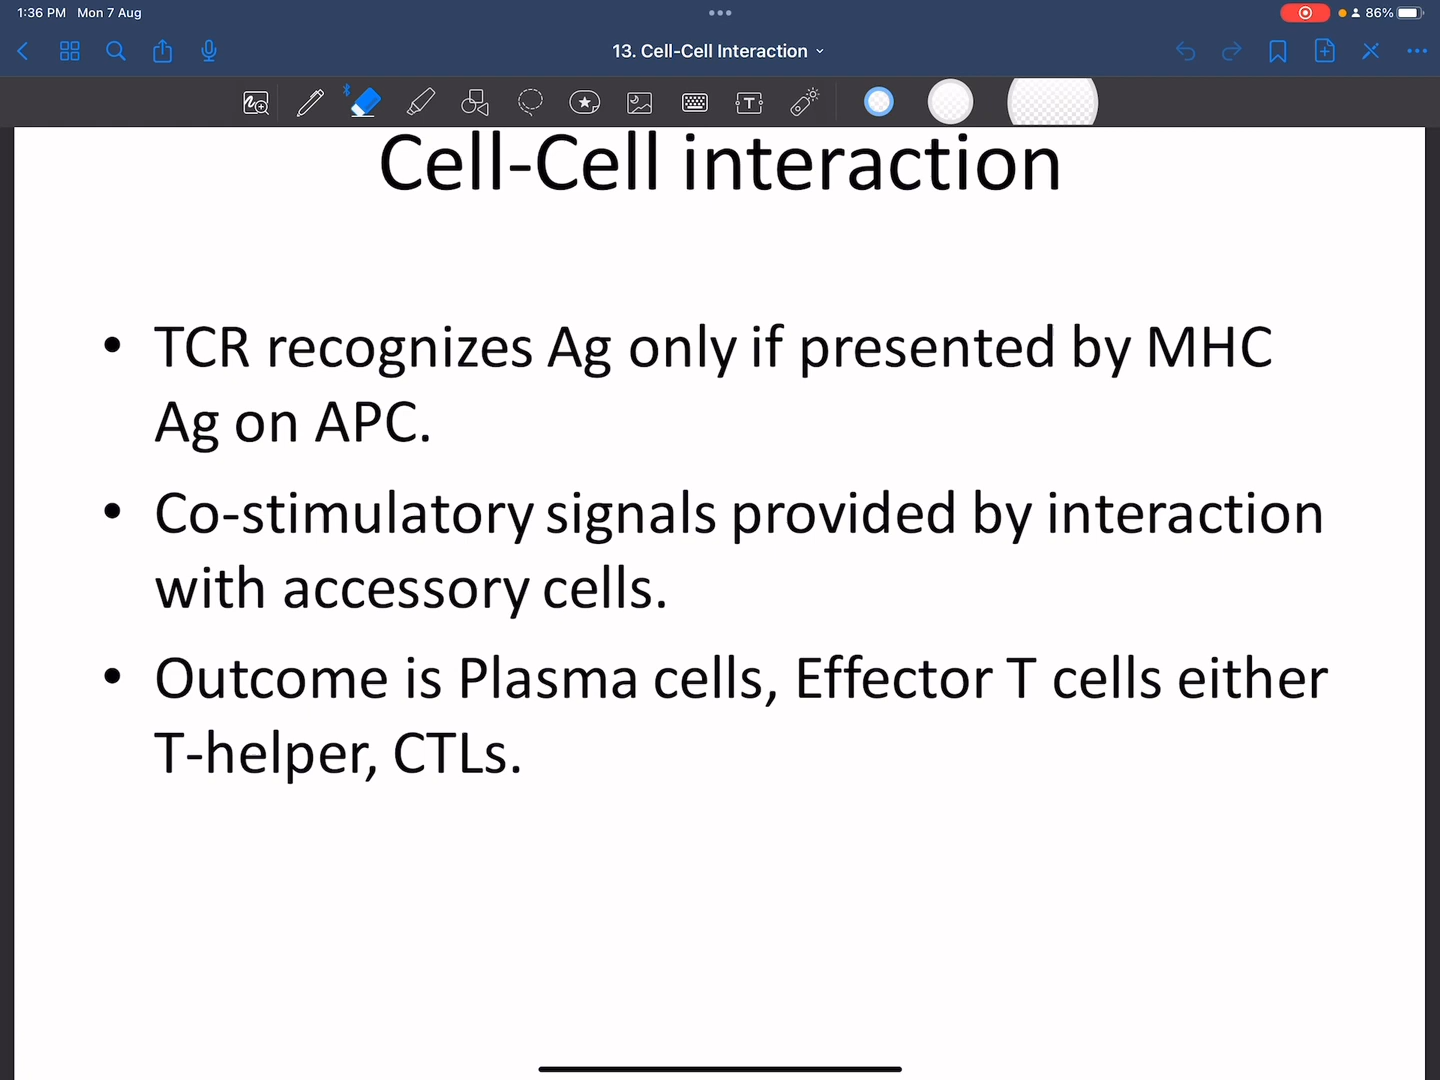 1:36 PM Mon 7 Aug
86%
13. Cell-Cell Interaction
T
Cell-Cell interaction
• TCR recognizes Ag only if presented by MHC
Ag on APC.
• Co-stimulatory signals provided by interaction
with accessory cells.
• Outcome is Plasma cells, Effector T cells either
T-helper, CTLs.